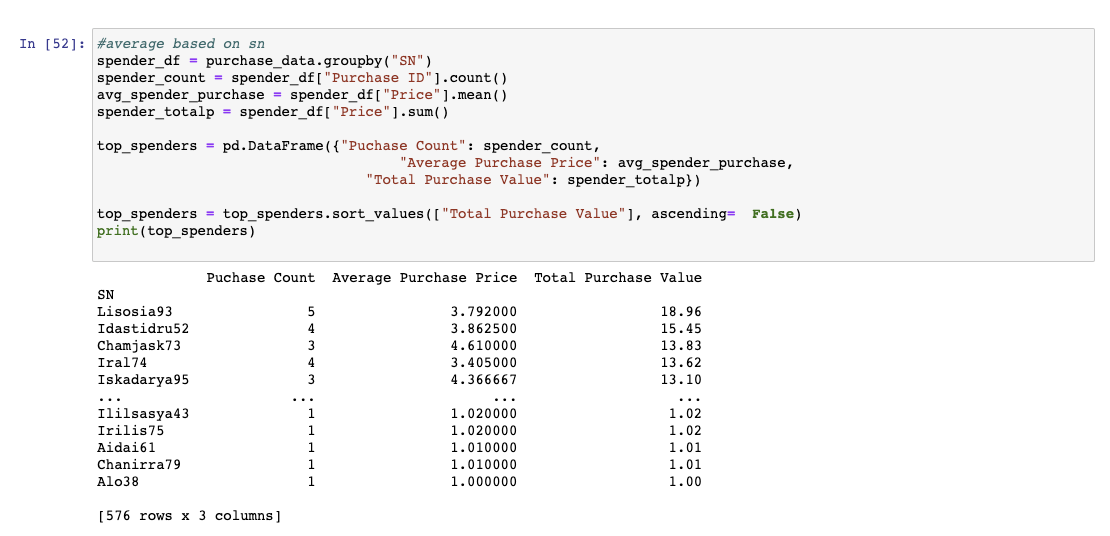 In [52]: #average based on sn
spender_df = purchase_data.groupby("SN")
spender_count = spender_df["Purchase ID"].count()
avg_spender_purchase = spender_df["Price"].mean()
spender_totalp = spender_df["Price"].sum()
top_spenders = pd.DataFrame({"Puchase Count": spender_count,
"Average Purchase Price": avg_spender_purchase,
"Total Purchase Value": spender_totalp})
top_spenders = top_spenders.sort_values(["Total Purchase Value"], ascending=  False)
print(top_spenders)
Puchase Count  Average Purchase Price  Total Purchase Value
SN
Lisosia93 5 3.792000 18.96
Idastidru52 4 3.862500 15.45
Chamjask73 3 4.610000 13.83
Iral74 4 3.405000 13.62
Iskadarya95 3 4.366667 13.10
... ... ... ...
Ililsasya43 1 1.020000 1.02
Irilis75 1 1.020000 1.02
Aidai61 1 1.010000 1.01
Chanirra79 1 1.010000 1.01
Alo38 1 1.000000 1.00
[576 rows x 3 columns]